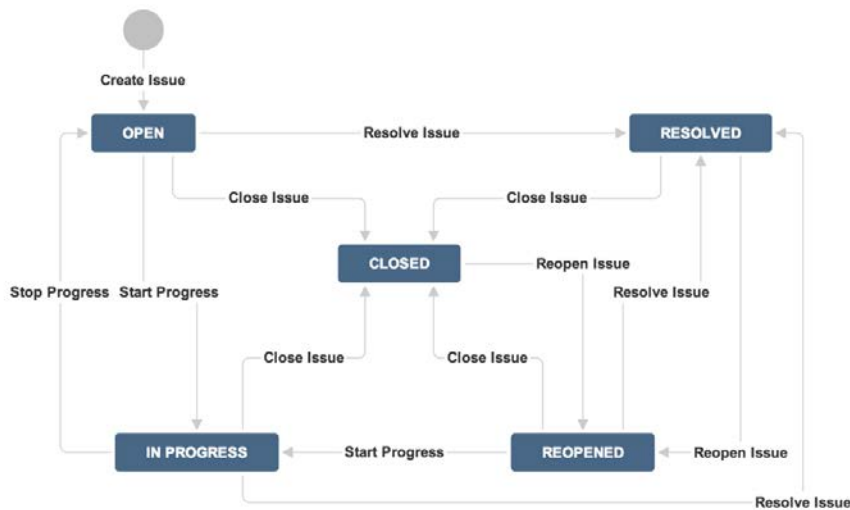 Create Issue
OPEN
Resolve Issue
RESOLVED
Close Issue
Close Issue
CLOSED
Reopen Issue
Stop Progress
Start Progress
Resolve Issue
Close Issue
Close Issue
IN PROGRESS
Start Progress
REOPENED
Reopen Issue
Resolve Issue